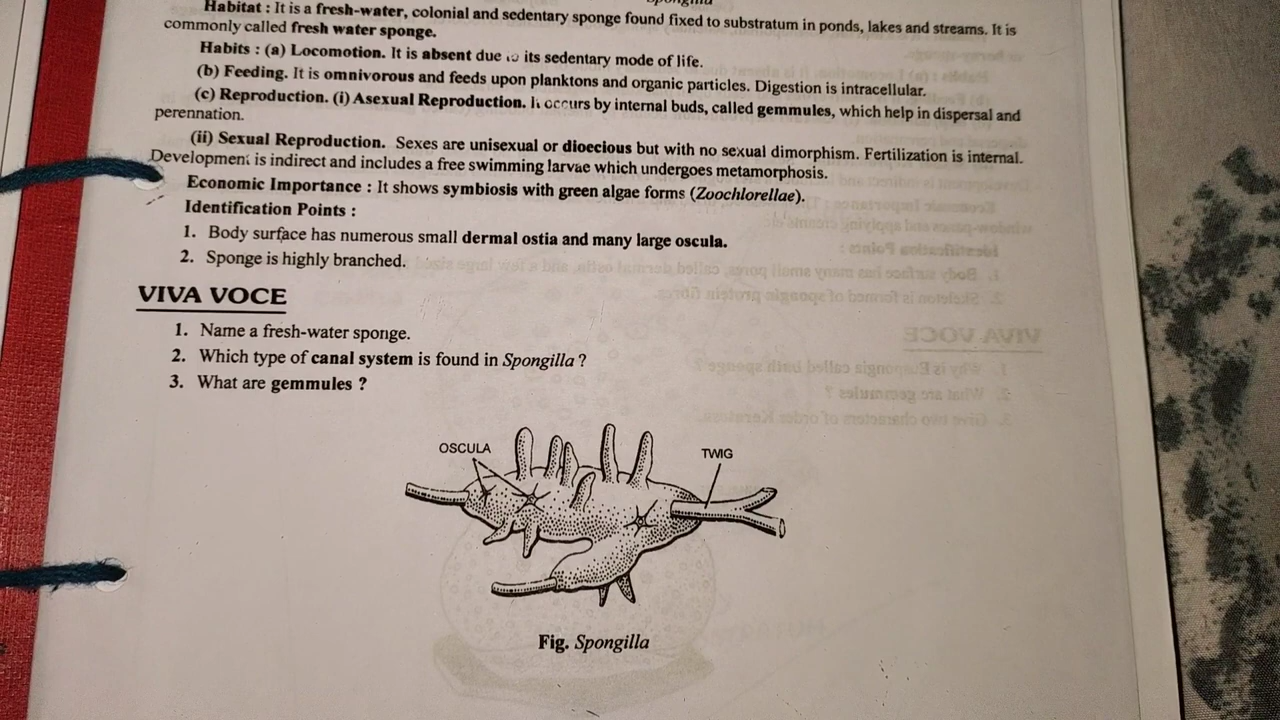 Habitat : It is a fresh-water, colonial and sedentary sponge found fixed to substratum in ponds, lakes and streams. It is
commonly called fresh water sponge.
Habits : (a) Locomotion. It is absent due to its sedentary mode of life.
(b) Feeding. It is omnivorous and feeds upon planktons and organic particles. Digestion is intracellular.
(c) Reproduction. (i) Asexual Reproduction. It occurs by internal buds, called gemmules, which help in dispersal and
perennation.
(ii) Sexual Reproduction. Sexes are unisexual or dioecious but with no sexual dimorphism. Fertilization is internal.
Development is indirect and includes a free swimming larvae which undergoes metamorphosis.
Economic Importance : It shows symbiosis with green algae forms (Zoochlorellae).
Identification Points :
1. Body surface has numerous small dermal ostia and many large oscula.
2. Sponge is highly branched.
VIVA VOCE
1. Name a fresh-water sponge.
2. Which type of canal system is found in Spongilla ?
3. What are gemmules ?
OSCULA
TWIG
Fig. Spongilla